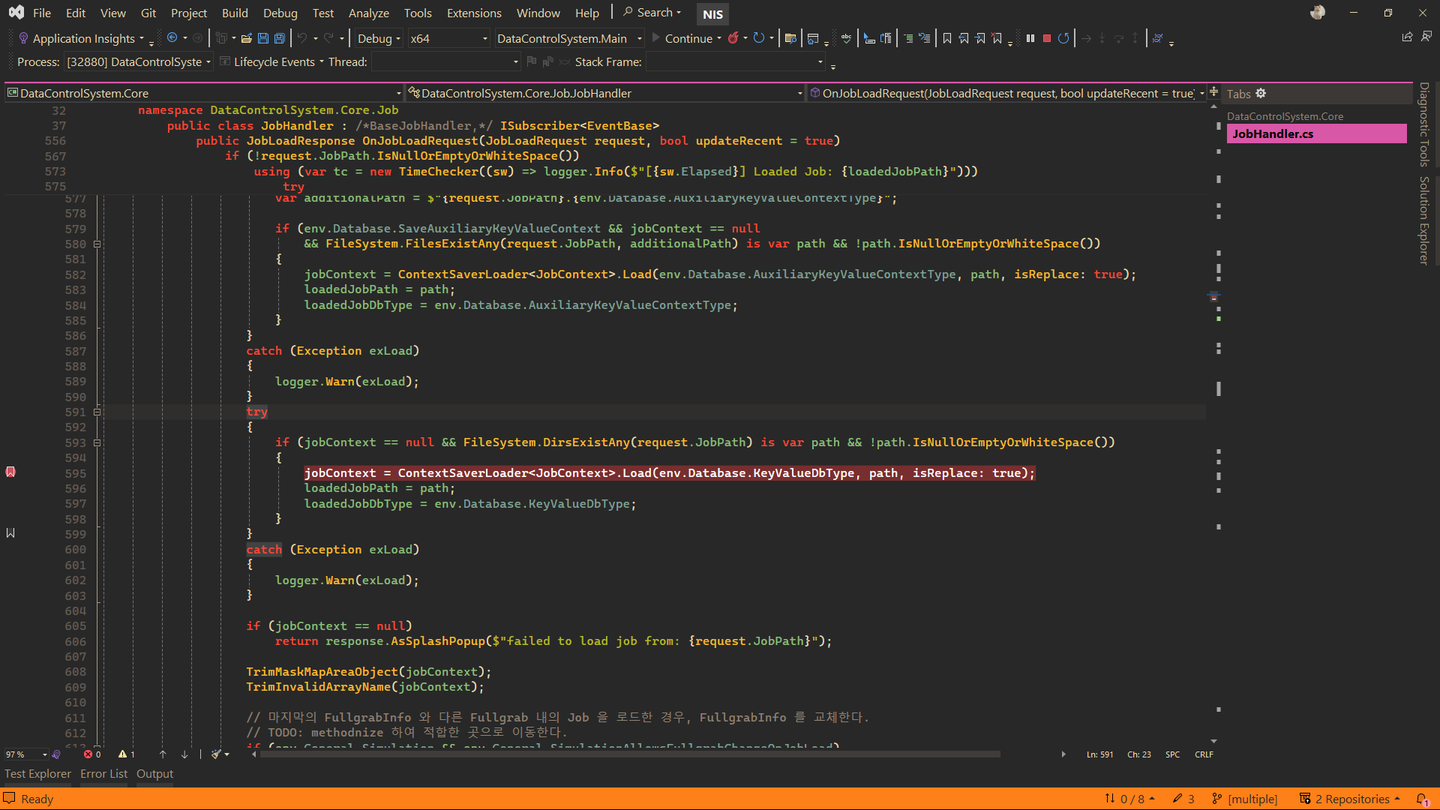 File Edit View Git Project Build Debug Test Analyze Tools Extensions Window Help Search NIS
Application Insights Debug x64 DataControlSystem.Main Continue
Process: [32880] DataControlSyste Lifecycle Events Thread: Stack Frame:
DataControlSystem.Core DataControlSystem.Core.Job.JobHandler OnJobLoadRequest(JobLoadRequest request, bool updateRecent = true)
Tabs
DataControlSystem.Core
JobHandler.cs
Diagnostic Tools
Solution Explorer
32 namespace DataControlSystem.Core.Job
37 public class JobHandler : /*BaseJobHandler,*/ ISubscriber<EventBase>
556 public JobLoadResponse OnJobLoadRequest(JobLoadRequest request, bool updateRecent = true)
567 if (!request.JobPath.IsNullOrEmptyOrWhiteSpace())
573 using (var tc = new TimeChecker((sw) => logger.Info($"[{sw.Elapsed}] Loaded Job: {loadedJobPath}")))
575 try
577 var additionalPath = $"{request.JobPath}.{env.Database.AuxiliaryKeyValueContextType}";
578
579 if (env.Database.SaveAuxiliaryKeyValueContext && jobContext == null
580 && FileSystem.FilesExistAny(request.JobPath, additionalPath) is var path && !path.IsNullOrEmptyOrWhiteSpace())
581 {
582 jobContext = ContextSaverLoader<JobContext>.Load(env.Database.AuxiliaryKeyValueContextType, path, isReplace: true);
583 loadedJobPath = path;
584 loadedJobDbType = env.Database.AuxiliaryKeyValueContextType;
585 }
586 }
587 catch (Exception exLoad)
588 {
589 logger.Warn(exLoad);
590 }
591 try
592 {
593 if (jobContext == null && FileSystem.DirsExistAny(request.JobPath) is var path && !path.IsNullOrEmptyOrWhiteSpace())
594 {
595 jobContext = ContextSaverLoader<JobContext>.Load(env.Database.KeyValueDbType, path, isReplace: true);
596 loadedJobPath = path;
597 loadedJobDbType = env.Database.KeyValueDbType;
598 }
599 }
600 catch (Exception exLoad)
601 {
602 logger.Warn(exLoad);
603 }
604
605 if (jobContext == null)
606 return response.AsSplashPopup($"failed to load job from: {request.JobPath}");
607
608 TrimMaskMapAreaObject(jobContext);
609 TrimInvalidArrayName(jobContext);
610
611 // 마지막의 FullgrabInfo 와 다른 Fullgrab 내의 Job 을 로드한 경우, FullgrabInfo 를 교체한다.
612 // TODO: methodnize 하여 적합한 곳으로 이동한다.
97 % 0 1 Ln: 591 Ch: 23 SPC CRLF
Test Explorer Error List Output
Ready 0 / 8 3 [multiple] 2 Repositories 1